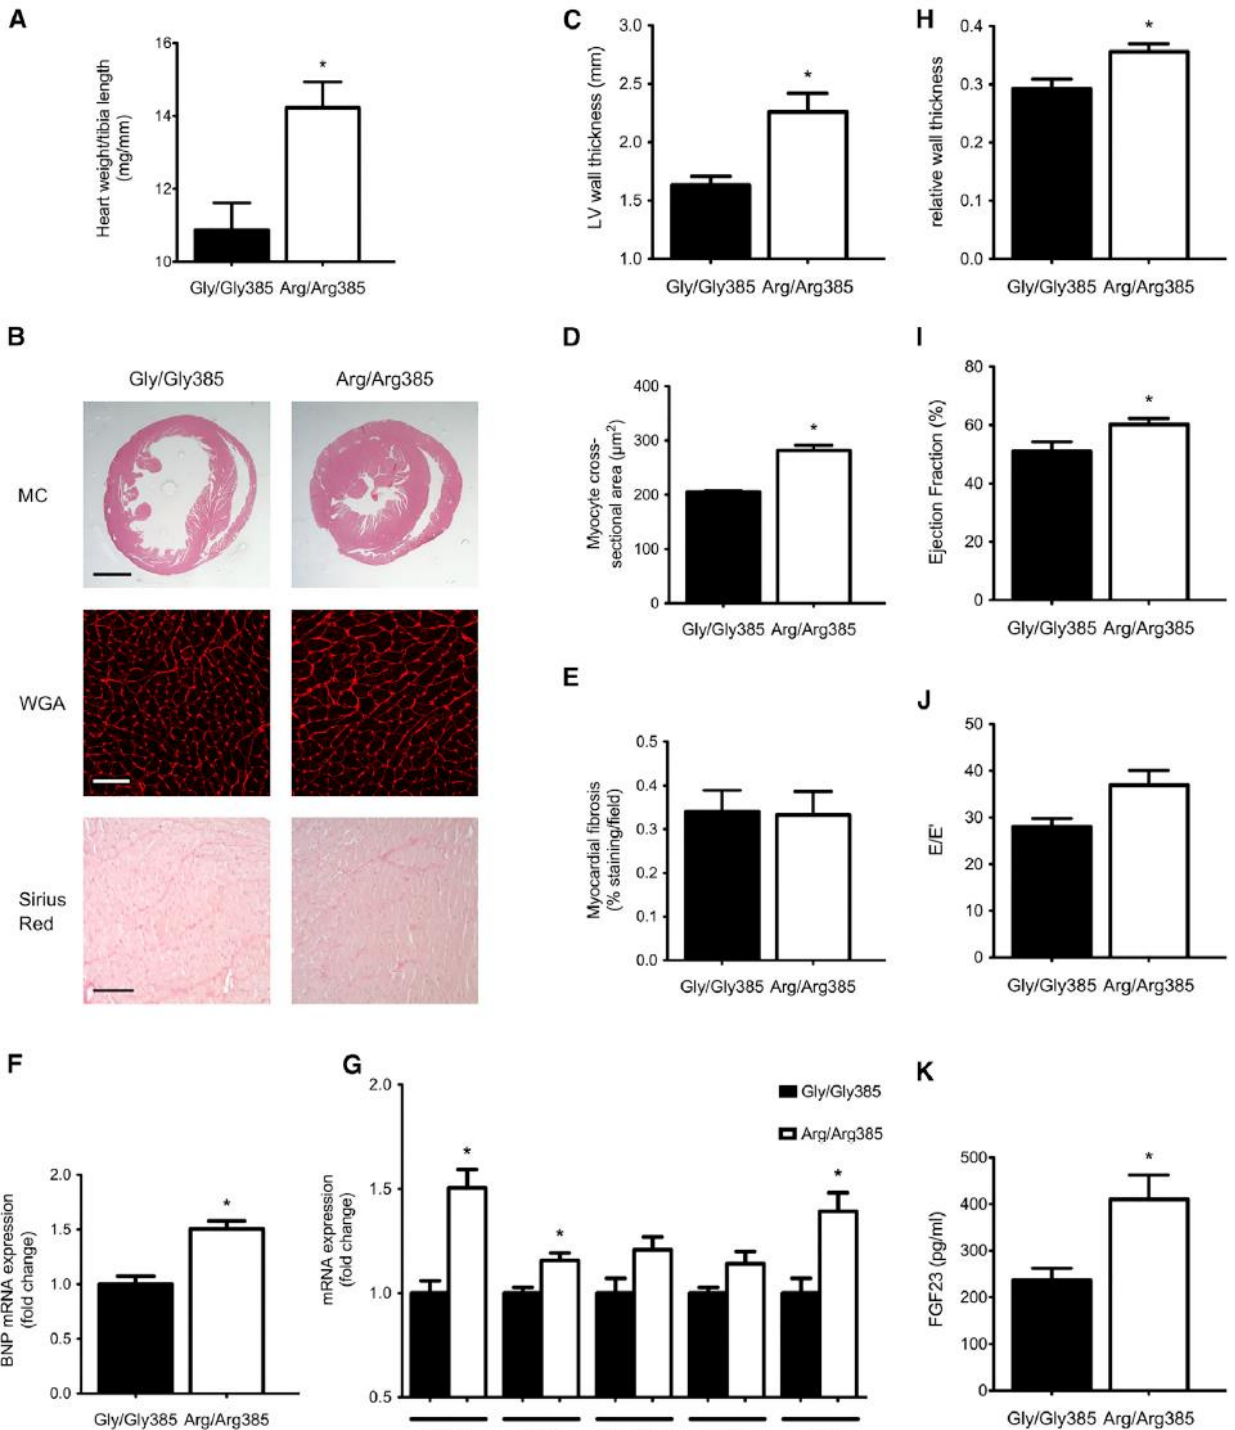 A
Heart weight/tibia length
(mg/mm)
16
14
12
10
*
Gly/Gly385 Arg/Arg385
B
Gly/Gly385
Arg/Arg385
MC
WGA
Sirius
Red
C
LV wall thickness (mm)
3.0
2.5
2.0
1.5
1.0
*
Gly/Gly385 Arg/Arg385
D
Myocyte cross-
sectional area (µm²)
400
300
200
100
0
*
Gly/Gly385 Arg/Arg385
E
Myocardial fibrosis
(% staining/field)
0.5
0.4
0.3
0.2
0.1
0.0
Gly/Gly385 Arg/Arg385
F
BNP mRNA expression
(fold change)
2.0
1.5
1.0
0.5
0.0
*
Gly/Gly385 Arg/Arg385
G
mRNA expression
(fold change)
2.0
1.5
1.0
0.5
*
*
*
Gly/Gly385
Arg/Arg385
H
relative wall thickness
0.4
0.3
0.2
0.1
0.0
*
Gly/Gly385 Arg/Arg385
I
Ejection Fraction (%)
80
60
40
20
0
*
Gly/Gly385 Arg/Arg385
J
E/E'
50
40
30
20
10
0
Gly/Gly385 Arg/Arg385
K
FGF23 (pg/ml)
500
400
300
200
100
0
*
Gly/Gly385 Arg/Arg385